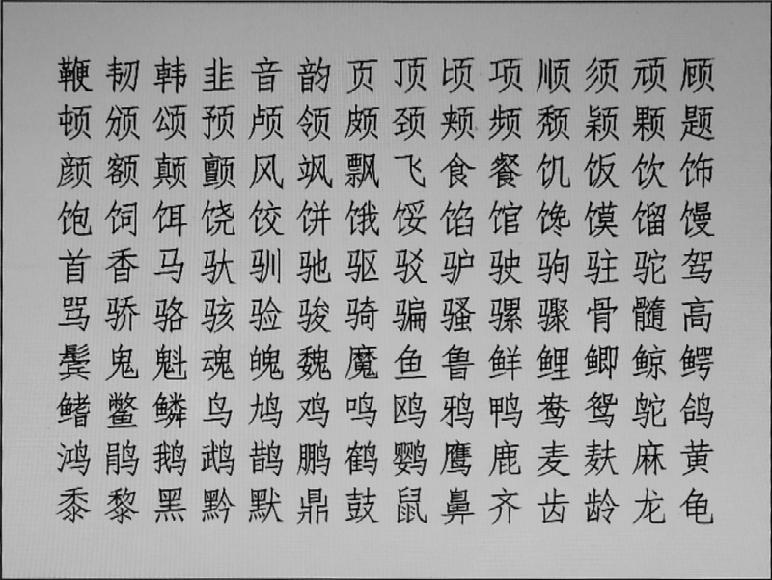 鞭韧韩韭音韵页顶顷项顺须顽顾
顿颁颂预颅领颇颈颊频颓颖颗题
颜额颠颤风飒飘飞食餐饥饭饮饰
饱饲饵饶饺饼饿馁馅馆馋馍馏馒
首香马驮驯驰驱驳驴驶驹驻驼驾
骂骄骆骇验骏骑骗骚骡骤骨髓高
鬓鬼魁魂魄魏魔鱼鲁鲜鲤鲫鲸鳄
鳍鳖鳞鸟鸠鸡鸣鸥鸦鸭鸯鸳鸵鸽
鸿鹃鹅鹉鹊鹏鹤鹦鹰鹿麦麸麻黄
黍黎黑黔默鼎鼓鼠鼻齐齿龄龙龟